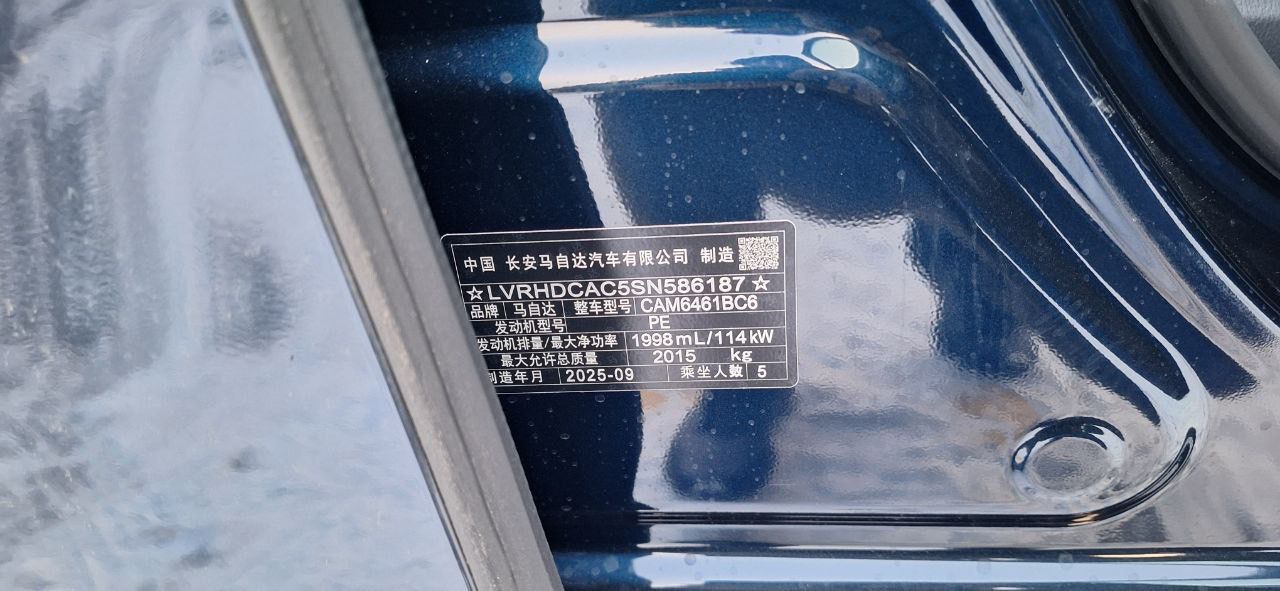 中国 长安马自达汽车有限公司 制造
☆LVRHDCAC5SN586187☆
品牌 马自达 整车型号 CAM6461BC6
发动机型号 PE
发动机排量/最大净功率 1998mL/114kW
最大允许总质量 2015 kg
制造年月 2025-09 乘坐人数 5